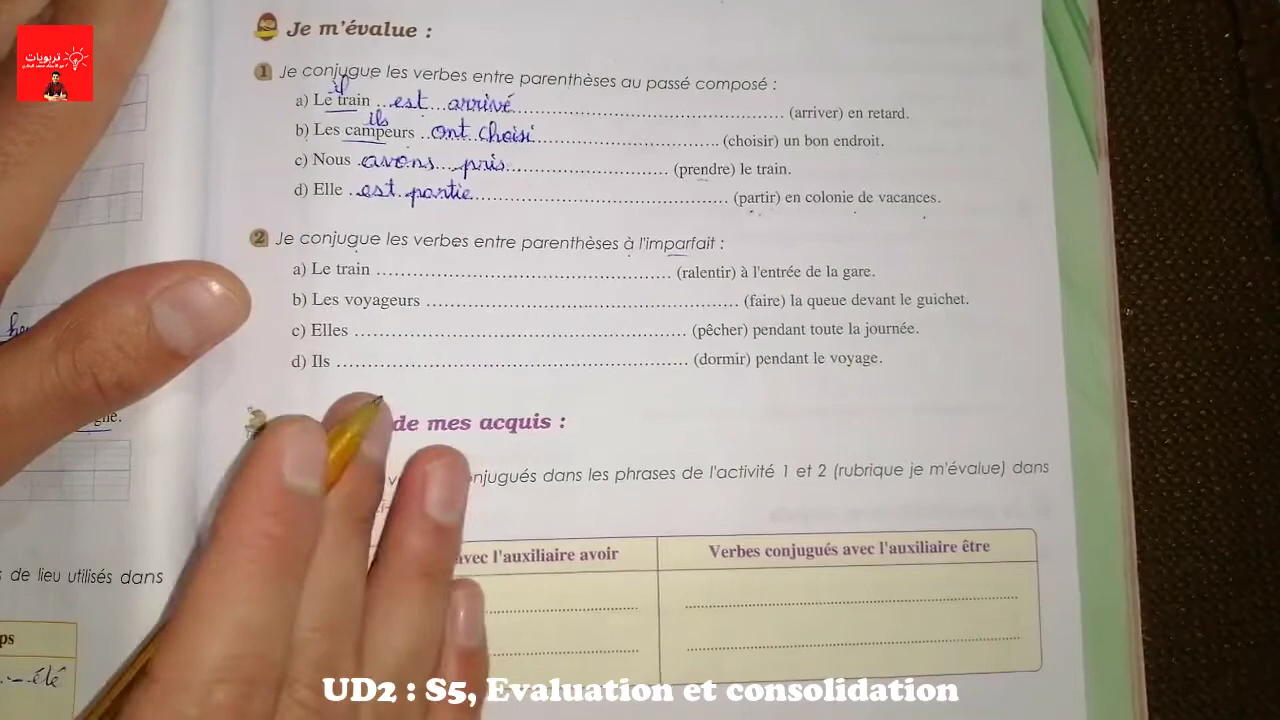 تربويات
Je m'évalue :
1 Je conjugue les verbes entre parenthèses au passé composé :
il
a) Le train ...est arrivé........ (arriver) en retard.
ils
b) Les campeurs ..ont choisi........ (choisir) un bon endroit.
c) Nous .avons...pris........ (prendre) le train.
d) Elle ..est.partie........ (partir) en colonie de vacances.
2 Je conjugue les verbes entre parenthèses à l'imparfait :
a) Le train ........ (ralentir) à l'entrée de la gare.
b) Les voyageurs ........ (faire) la queue devant le guichet.
c) Elles ........ (pêcher) pendant toute la journée.
d) Ils ........ (dormir) pendant le voyage.
de mes acquis :
njugués dans les phrases de l'activité 1 et 2 (rubrique je m'évalue) dans
avec l'auxiliaire avoir Verbes conjugués avec l'auxiliaire être
de lieu utilisés dans
ps
été
UD2 : S5, Evaluation et consolidation